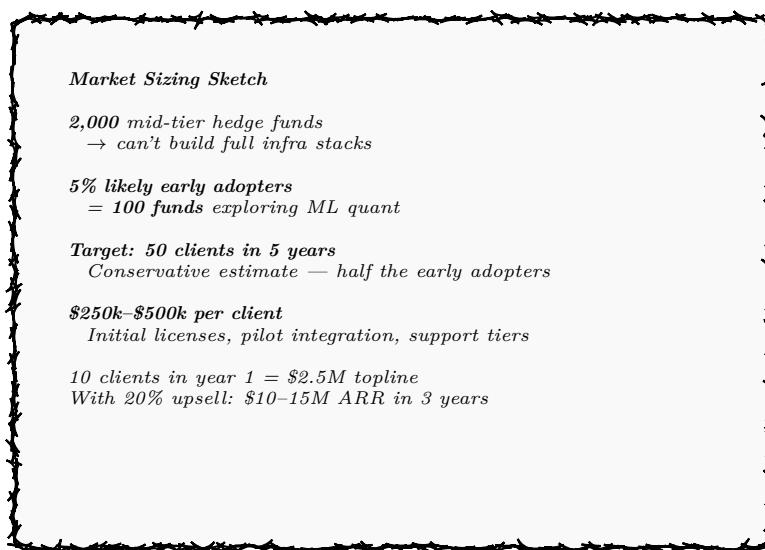 Market Sizing Sketch
2,000 mid-tier hedge funds
→ can't build full infra stacks
5% likely early adopters
= 100 funds exploring ML quant
Target: 50 clients in 5 years
Conservative estimate — half the early adopters
$250k–$500k per client
Initial licenses, pilot integration, support tiers
10 clients in year 1 = $2.5M topline
With 20% upsell: $10–15M ARR in 3 years